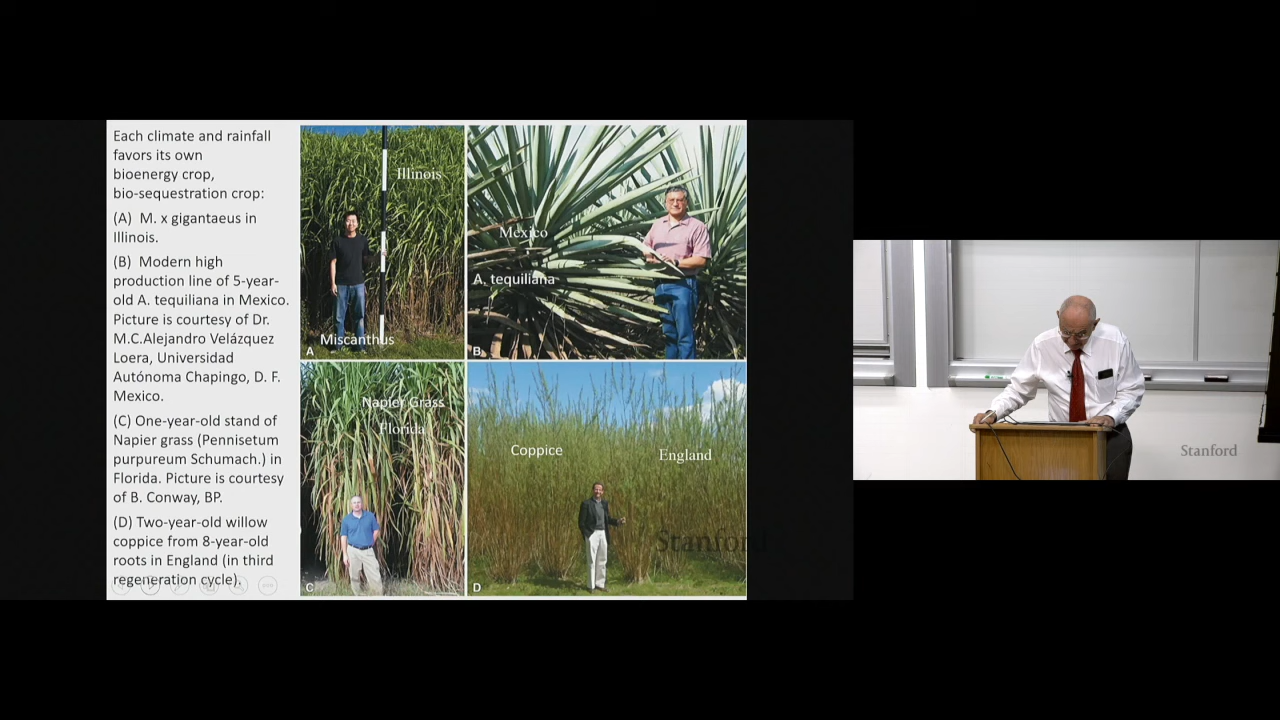 Each climate and rainfall
favors its own
bioenergy crop,
bio-sequestration crop:
(A) M. x gigantaeus in
Illinois.
(B) Modern high
production line of 5-year-
old A. tequiliana in Mexico.
Picture is courtesy of Dr.
M.C.Alejandro Velázquez
Loera, Universidad
Autónoma Chapingo, D. F.
Mexico.
(C) One-year-old stand of
Napier grass (Pennisetum
purpureum Schumach.) in
Florida. Picture is courtesy
of B. Conway, BP.
(D) Two-year-old willow
coppice from 8-year-old
roots in England (in third
regeneration cycle).
Illinois
Miscanthus
A
Mexico
A. tequiliana
B
Napier Grass
Florida
C
Coppice
England
D
Stanford
Stanford